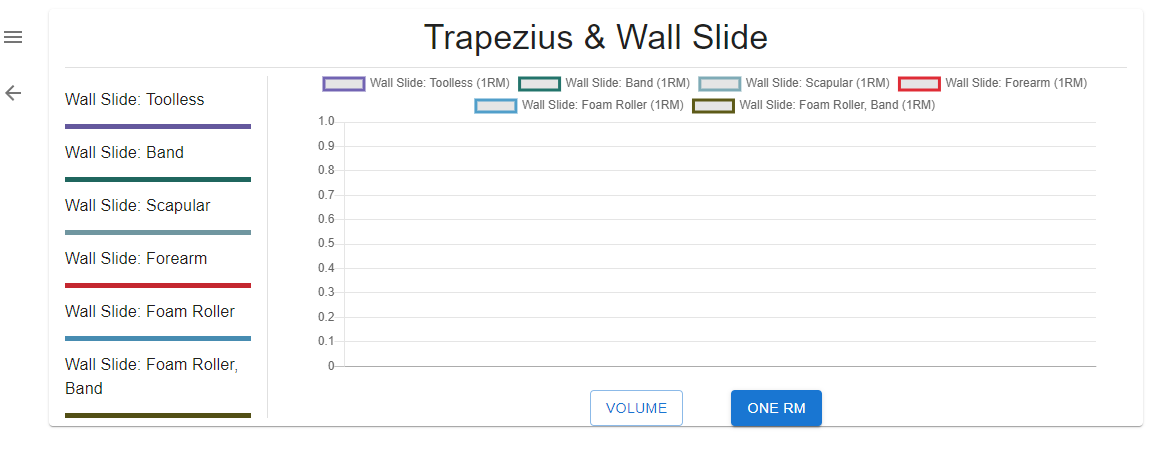 Trapezius & Wall Slide
Wall Slide: Toolless
Wall Slide: Band
Wall Slide: Scapular
Wall Slide: Forearm
Wall Slide: Foam Roller
Wall Slide: Foam Roller,
Band
Wall Slide: Toolless (1RM) Wall Slide: Band (1RM) Wall Slide: Scapular (1RM) Wall Slide: Forearm (1RM)
Wall Slide: Foam Roller (1RM) Wall Slide: Foam Roller, Band (1RM)
1.0
0.9
0.8
0.7
0.6
0.5
0.4
0.3
0.2
0.1
0
VOLUME ONE RM